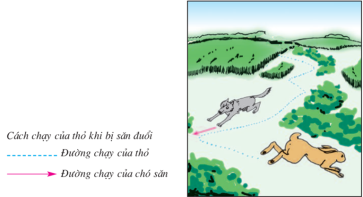 Cách chạy của thỏ khi bị săn đuổi
Đường chạy của thỏ
Đường chạy của chó săn